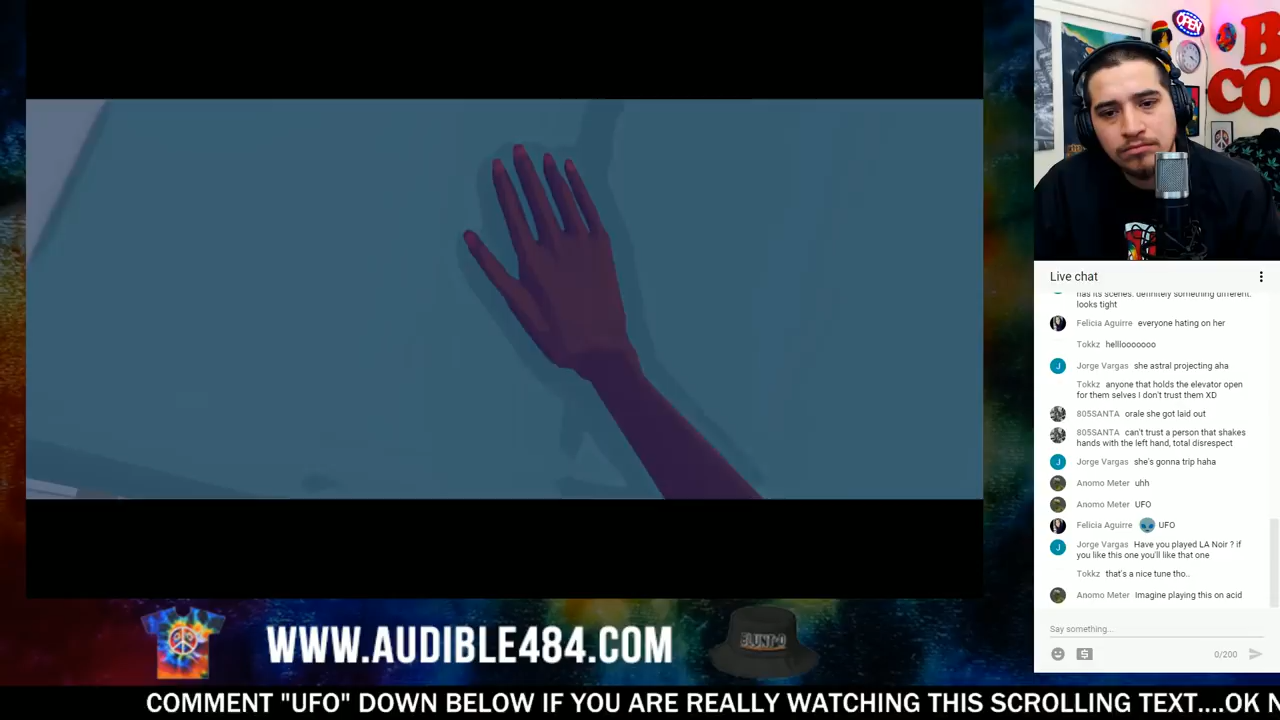 OPEN
B
CO
Live chat
has its scenes. definitely something different.
looks tight
Felicia Aguirre everyone hating on her
Tokkz hellloooooooo
Jorge Vargas she astral projecting aha
Tokkz anyone that holds the elevator open
for them selves I don't trust them XD
805SANTA orale she got laid out
805SANTA can't trust a person that shakes
hands with the left hand, total disrespect
Jorge Vargas she's gonna trip haha
Anomo Meter uhh
Anomo Meter UFO
Felicia Aguirre UFO
Jorge Vargas Have you played LA Noir ? if
you like this one you'll like that one
Tokkz that's a nice tune tho..
Anomo Meter Imagine playing this on acid
Say something...
0/200
WWW.AUDIBLE484.COM
COMMENT "UFO" DOWN BELOW IF YOU ARE REALLY WATCHING THIS SCROLLING TEXT....OK N